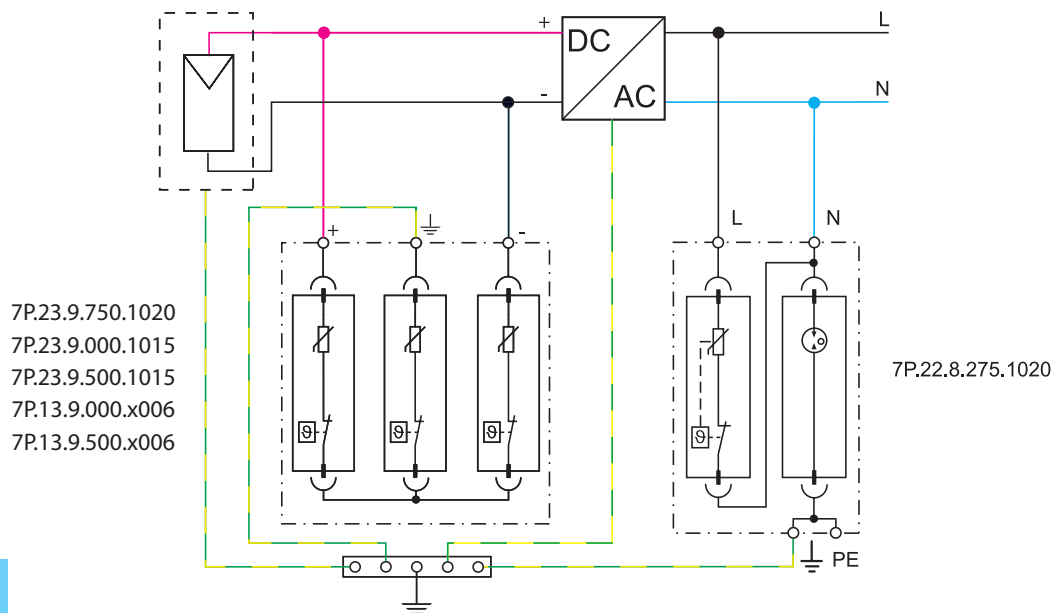 +
L
DC
-
AC
N
+
-
L
N
7P.23.9.750.1020
7P.23.9.000.1015
7P.23.9.500.1015
7P.13.9.000.x006
7P.13.9.500.x006
7P.22.8.275.1020
ϑ
ϑ
ϑ
ϑ
PE